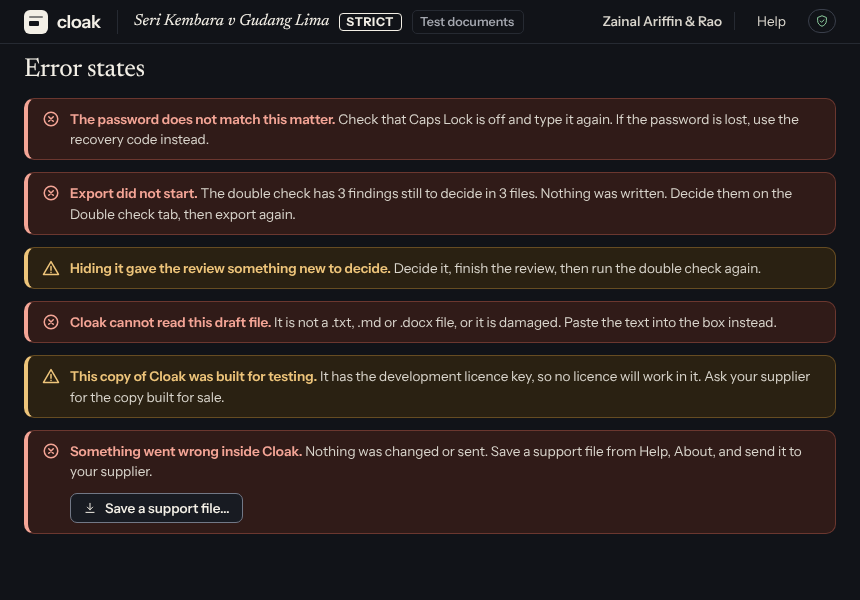 cloak
Seri Kembara v Gudang Lima
STRICT
Test documents
Zainal Ariffin & Rao
Help
Error states
The password does not match this matter. Check that Caps Lock is off and type it again. If the password is lost, use the
recovery code instead.
Export did not start. The double check has 3 findings still to decide in 3 files. Nothing was written. Decide them on the
Double check tab, then export again.
Hiding it gave the review something new to decide. Decide it, finish the review, then run the double check again.
Cloak cannot read this draft file. It is not a .txt, .md or .docx file, or it is damaged. Paste the text into the box instead.
This copy of Cloak was built for testing. It has the development licence key, so no licence will work in it. Ask your supplier
for the copy built for sale.
Something went wrong inside Cloak. Nothing was changed or sent. Save a support file from Help, About, and send it to
your supplier.
Save a support file...